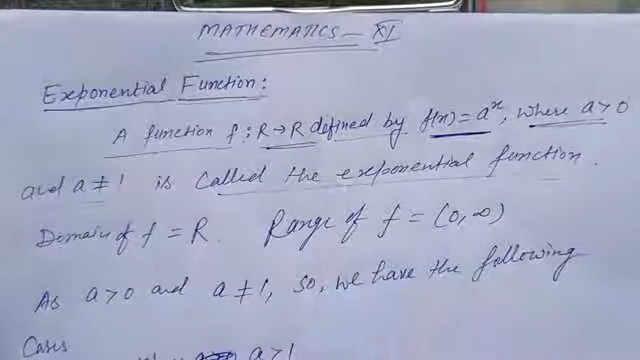 MATHEMATICS - XI
Exponential Function:
A function f : R → R defined by f(x) = a^x, where a > 0
and a ≠ 1 is called the exponential function.
Domain of f = R. Range of f = (0, ∞)
As a > 0 and a ≠ 1, so, we have the following
Cases
a > 1